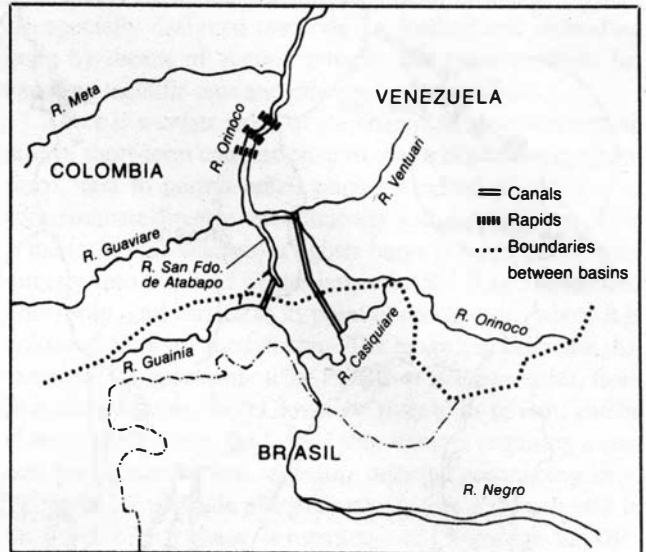 R. Meta
R. Orinoco
VENEZUELA
COLOMBIA
R. Ventuari
Canals
Rapids
Boundaries
between basins
R. Guaviare
R. San Fdo.
de Atabapo
R. Orinoco
Casiquiare
R. Guainía
BRASIL
R. Negro